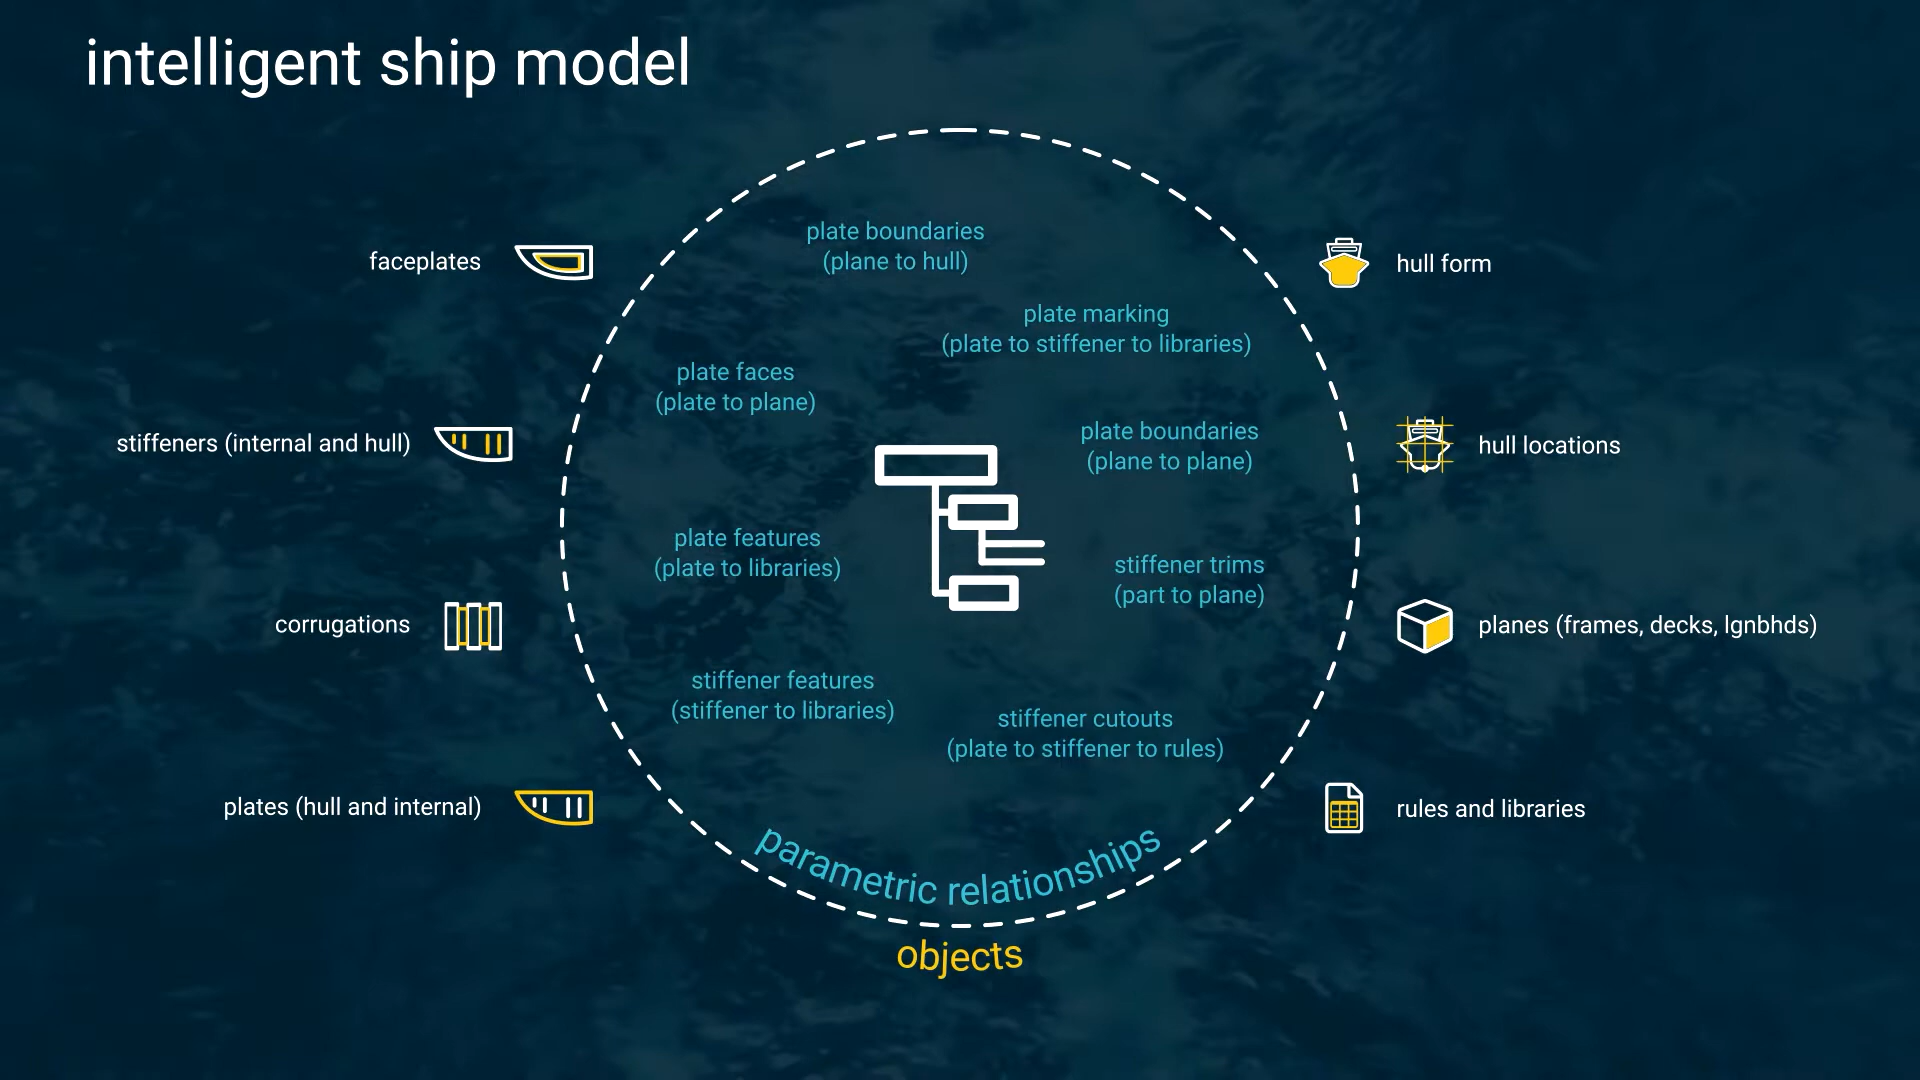 intelligent ship model
faceplates
stiffeners (internal and hull)
corrugations
plates (hull and internal)
plate boundaries
(plane to hull)
plate marking
(plate to stiffener to libraries)
plate faces
(plate to plane)
plate boundaries
(plane to plane)
plate features
(plate to libraries)
stiffener trims
(part to plane)
stiffener features
(stiffener to libraries)
stiffener cutouts
(plate to stiffener to rules)
parametric relationships
objects
hull form
hull locations
planes (frames, decks, lgnbhds)
rules and libraries